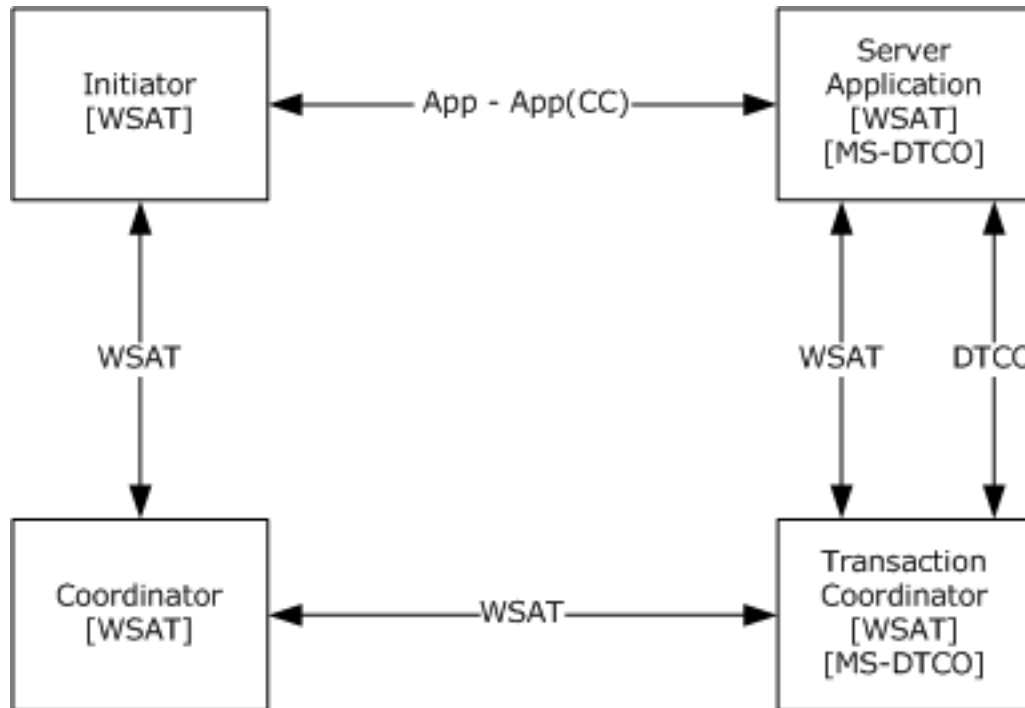 Initiator
[WSAT]
App - App(CC)
Server
Application
[WSAT]
[MS-DTCO]
WSAT
WSAT
DTCO
Coordinator
[WSAT]
WSAT
Transaction
Coordinator
[WSAT]
[MS-DTCO]